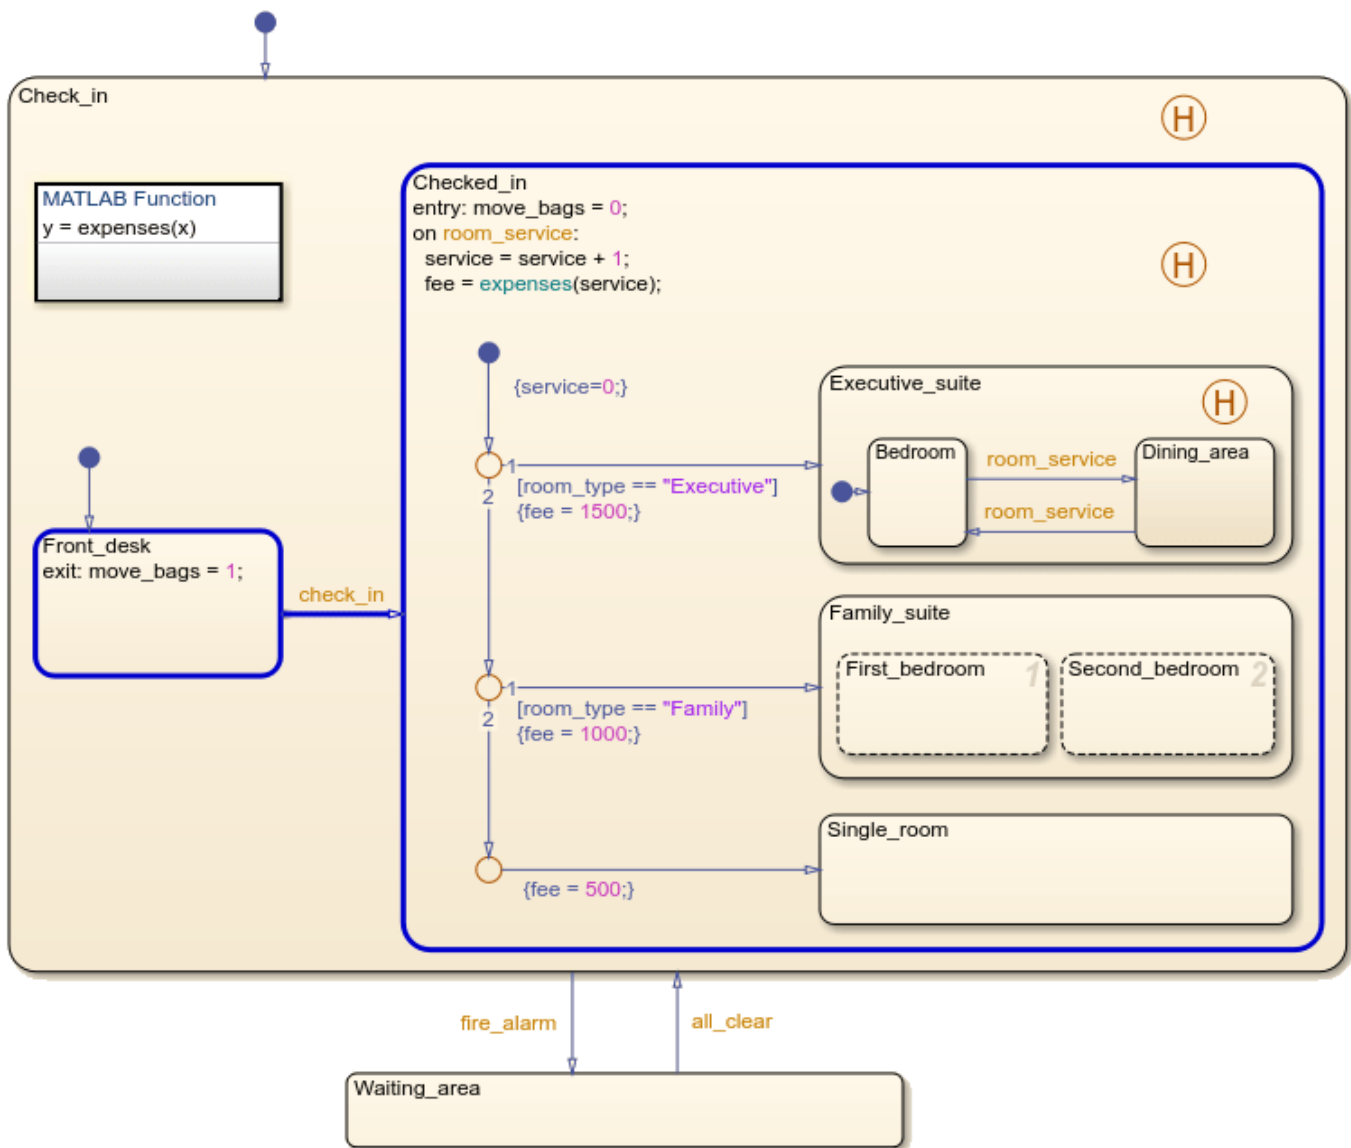 Check_in
H
MATLAB Function
y = expenses(x)
Checked_in
entry: move_bags = 0;
on room_service:
service = service + 1;
fee = expenses(service);
H
{service=0;}
Executive_suite
H
Bedroom
room_service
Dining_area
room_service
1
[room_type == "Executive"]
{fee = 1500;}
2
Front_desk
exit: move_bags = 1;
check_in
Family_suite
First_bedroom 1
Second_bedroom 2
1
[room_type == "Family"]
{fee = 1000;}
2
Single_room
{fee = 500;}
fire_alarm
all_clear
Waiting_area